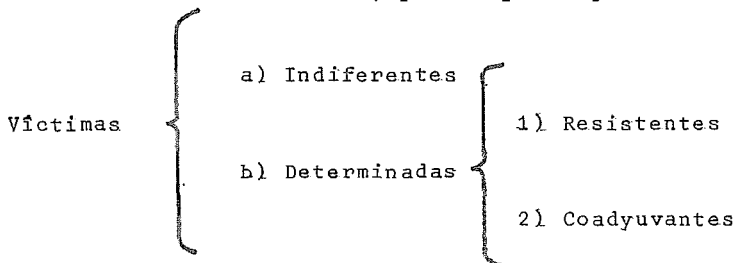 a) Indiferentes
Víctimas
1) Resistentes
b) Determinadas
2) Coadyuvantes